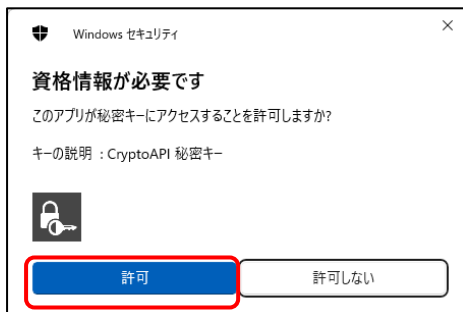 Windows セキュリティ
資格情報が必要です
このアプリが秘密キーにアクセスすることを許可しますか?
キーの説明 : CryptoAPI 秘密キー
許可
許可しない